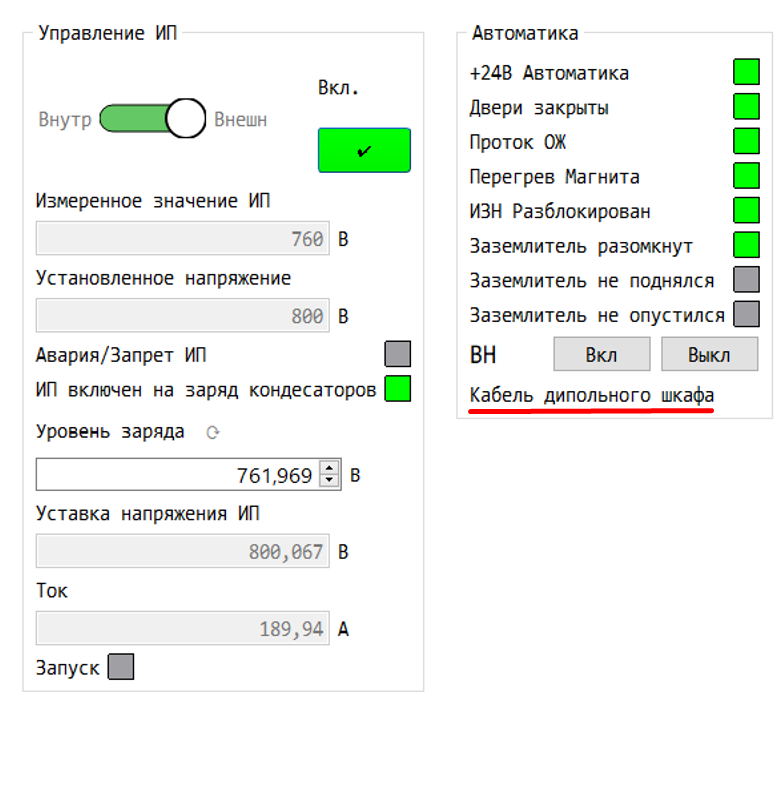 Управление ИП
Вкл.
Внутр Внешн
✔
Измеренное значение ИП
760 В
Установленное напряжение
800 В
Авария/Запрет ИП
ИП включен на заряд кондесаторов
Уровень заряда ⟳
761,969 В
Уставка напряжения ИП
800,067 В
Ток
189,94 А
Запуск
Автоматика
+24В Автоматика
Двери закрыты
Проток ОЖ
Перегрев Магнита
ИЗН Разблокирован
Заземлитель разомкнут
Заземлитель не поднялся
Заземлитель не опустился
ВН Вкл Выкл
Кабель дипольного шкафа